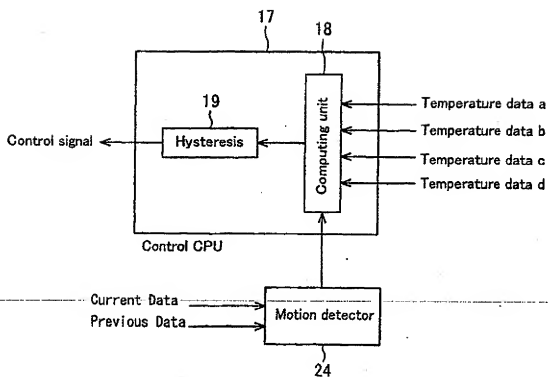 17
18
19
Control signal
Hysteresis
Computing unit
Temperature data a
Temperature data b
Temperature data c
Temperature data d
Control CPU
Current Data
Previous Data
Motion detector
24